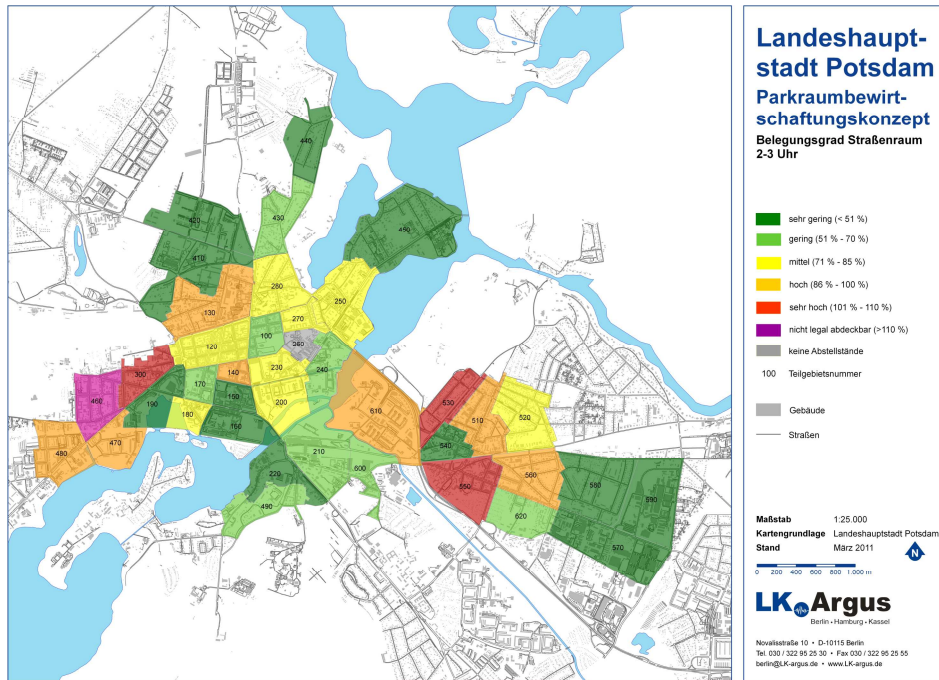 440
420
430
450
410
280
250
130
270
100
120
260
240
230
140
300
170
200
150
460
190
180
160
610
530
510
520
540
470
480
210
560
550
220
600
580
590
490
620
570
Landeshaupt-
stadt Potsdam
Parkraumbewirt-
schaftungskonzept
Belegungsgrad Straßenraum
2-3 Uhr
sehr gering (< 51 %)
gering (51 % - 70 %)
mittel (71 % - 85 %)
hoch (86 % - 100 %)
sehr hoch (101 % - 110 %)
nicht legal abdeckbar (>110 %)
keine Abstellstände
100 Teilgebietsnummer
Gebäude
Straßen
Maßstab 1:25.000
Kartengrundlage Landeshauptstadt Potsdam
Stand März 2011
N
0 200 400 600 800 1.000 m
LK Argus
Berlin • Hamburg • Kassel
Novalisstraße 10 • D-10115 Berlin
Tel. 030 / 322 95 25 30 • Fax 030 / 322 95 25 55
berlin@LK-argus.de • www.LK-argus.de